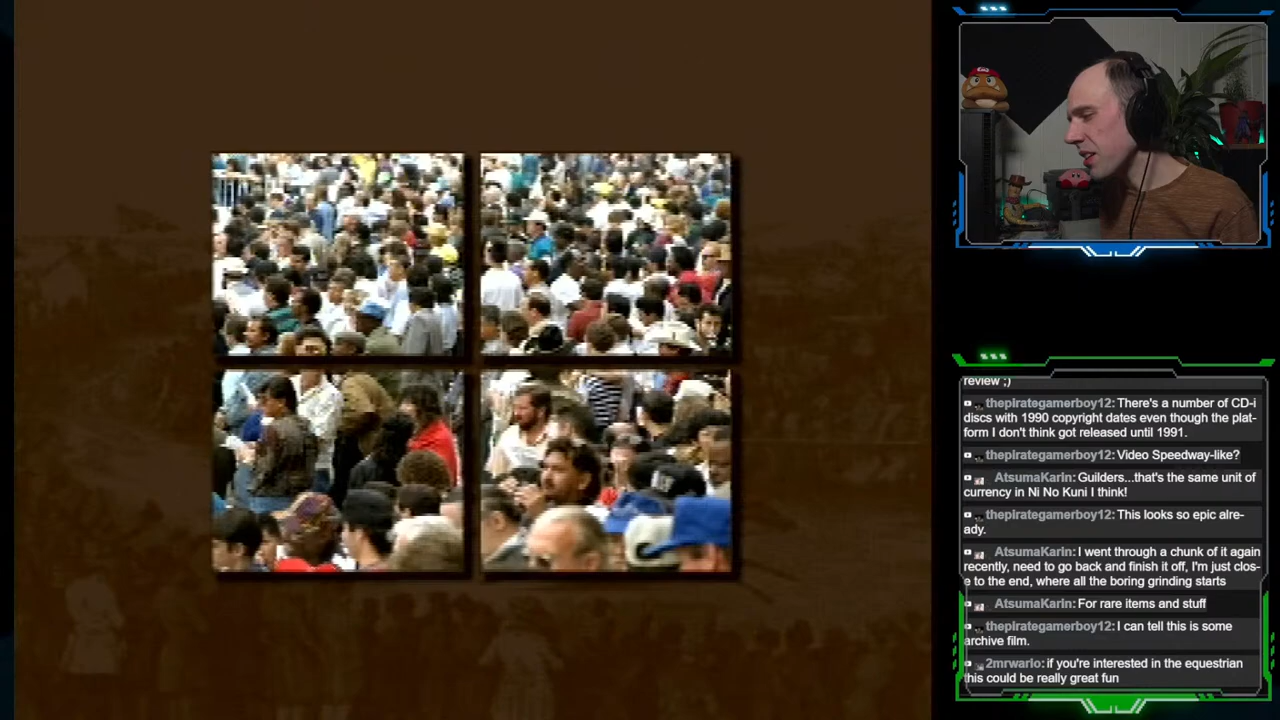 review ;)
thepirategamerboy12: There's a number of CD-i
discs with 1990 copyright dates even though the plat-
form I don't think got released until 1991.
thepirategamerboy12: Video Speedway-like?
AtsumaKarin: Guilders...that's the same unit of
currency in Ni No Kuni I think!
thepirategamerboy12: This looks so epic alre-
ady.
AtsumaKarin: I went through a chunk of it again
recently, need to go back and finish it off, I'm just clos-
e to the end, where all the boring grinding starts
AtsumaKarin: For rare items and stuff
thepirategamerboy12: I can tell this is some
archive film.
2mrwario: if you're interested in the equestrian
this could be really great fun